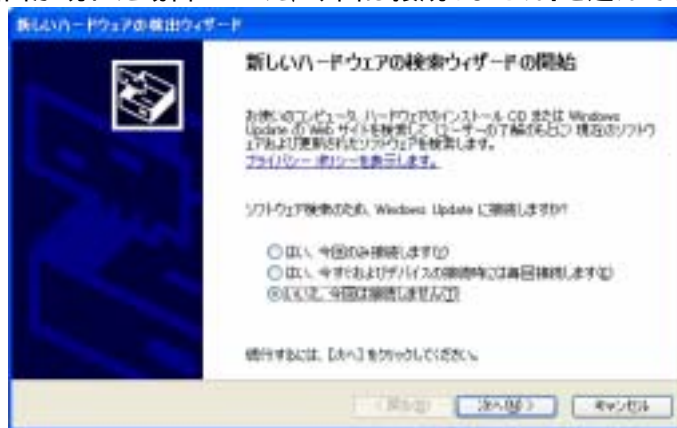 新しいハードウェアの検出ウィザード
新しいハードウェアの検索ウィザードの開始
お使いのコンピュータ、ハードウェアのインストール CD または Windows
Update の Web サイトを検索して (ユーザーの了解のもとに) 現在のソフトウ
ェアおよび更新されたソフトウェアを検索します。
プライバシー ポリシーを表示します。
ソフトウェア検索のため、Windows Update に接続しますか?
はい、今回のみ接続します(Y)
はい、今すぐおよびデバイスの接続時には毎回接続します(E)
いいえ、今回は接続しません(T)
続行するには、[次へ] をクリックしてください。
< 戻る(B)
次へ(N) >
キャンセル